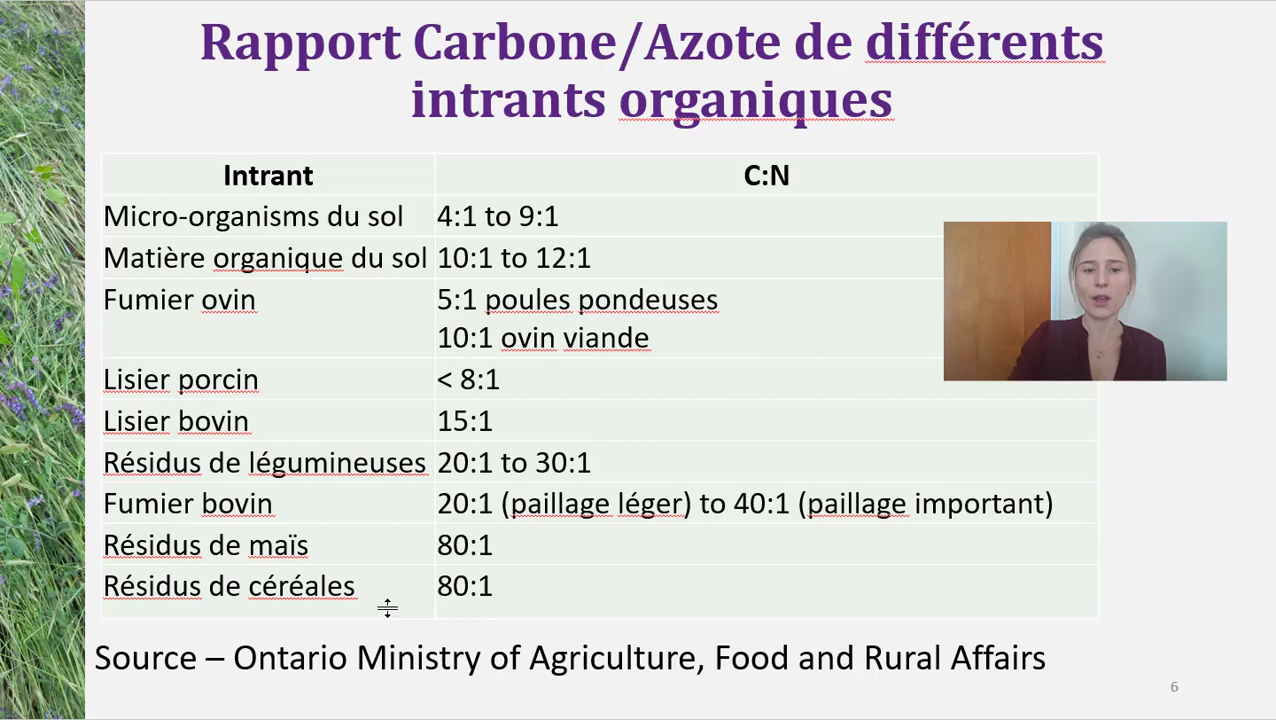 Rapport Carbone/Azote de différents
intrants organiques
Intrant C:N
Micro-organisms du sol 4:1 to 9:1
Matière organique du sol 10:1 to 12:1
Fumier ovin 5:1 poules pondeuses
10:1 ovin viande
Lisier porcin < 8:1
Lisier bovin 15:1
Résidus de légumineuses 20:1 to 30:1
Fumier bovin 20:1 (paillage léger) to 40:1 (paillage important)
Résidus de maïs 80:1
Résidus de céréales 80:1
Source – Ontario Ministry of Agriculture, Food and Rural Affairs
6